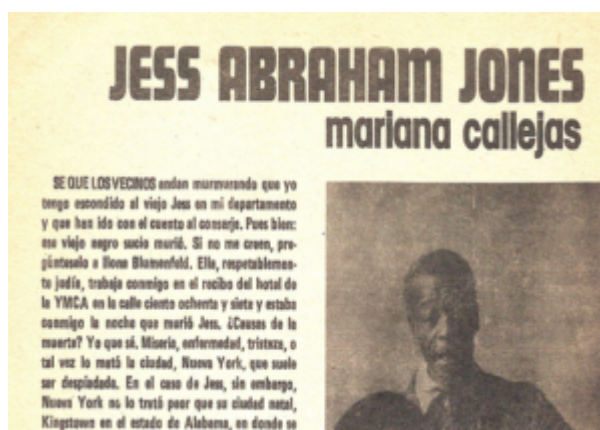 JESS ABRAHAM JONES
mariana callejas
SE QUE LOS VECINOS andan murmurando que yo
tengo escondido al viejo Jess en mi departamento
y que han ido con el cuento al conserje. Pues bien:
ese viejo negro sucio murió. Si no me creen, pre-
gúntenselo a Ilona Blumenfeld. Ella, respetablemen-
te judía, trabaja conmigo en el recibo del hotal de
la YMCA en la calle ciento ochenta y siete y estaba
conmigo la noche que murió Jess. ¿Causas de la
muerte? Yo que sé. Miseria, enfermedad, tristeza, o
tal vez lo mató la ciudad, Nueva York, que suele
ser despiadada. En el caso de Jess, sin embargo,
Nueva York no lo trató peor que su ciudad natal,
Kingstown en el estado de Alabama, en donde se